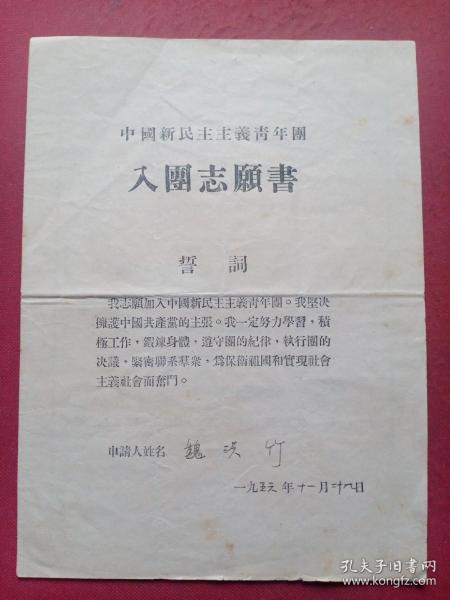 中國新民主主義青年團
入團志願書
誓詞
我志願加入中國新民主主義青年團。我堅决
擁護中國共產黨的主張。我一定努力學習，積
極工作，鍛鍊身體，遵守團的紀律，執行團的
決議，緊密聯系羣衆，爲保衛祖國和實現社會
主義社會而奮鬥。
申請人姓名 魏洪竹
一九五六年十一月廿八日
孔夫子旧书网
www.kongfz.com